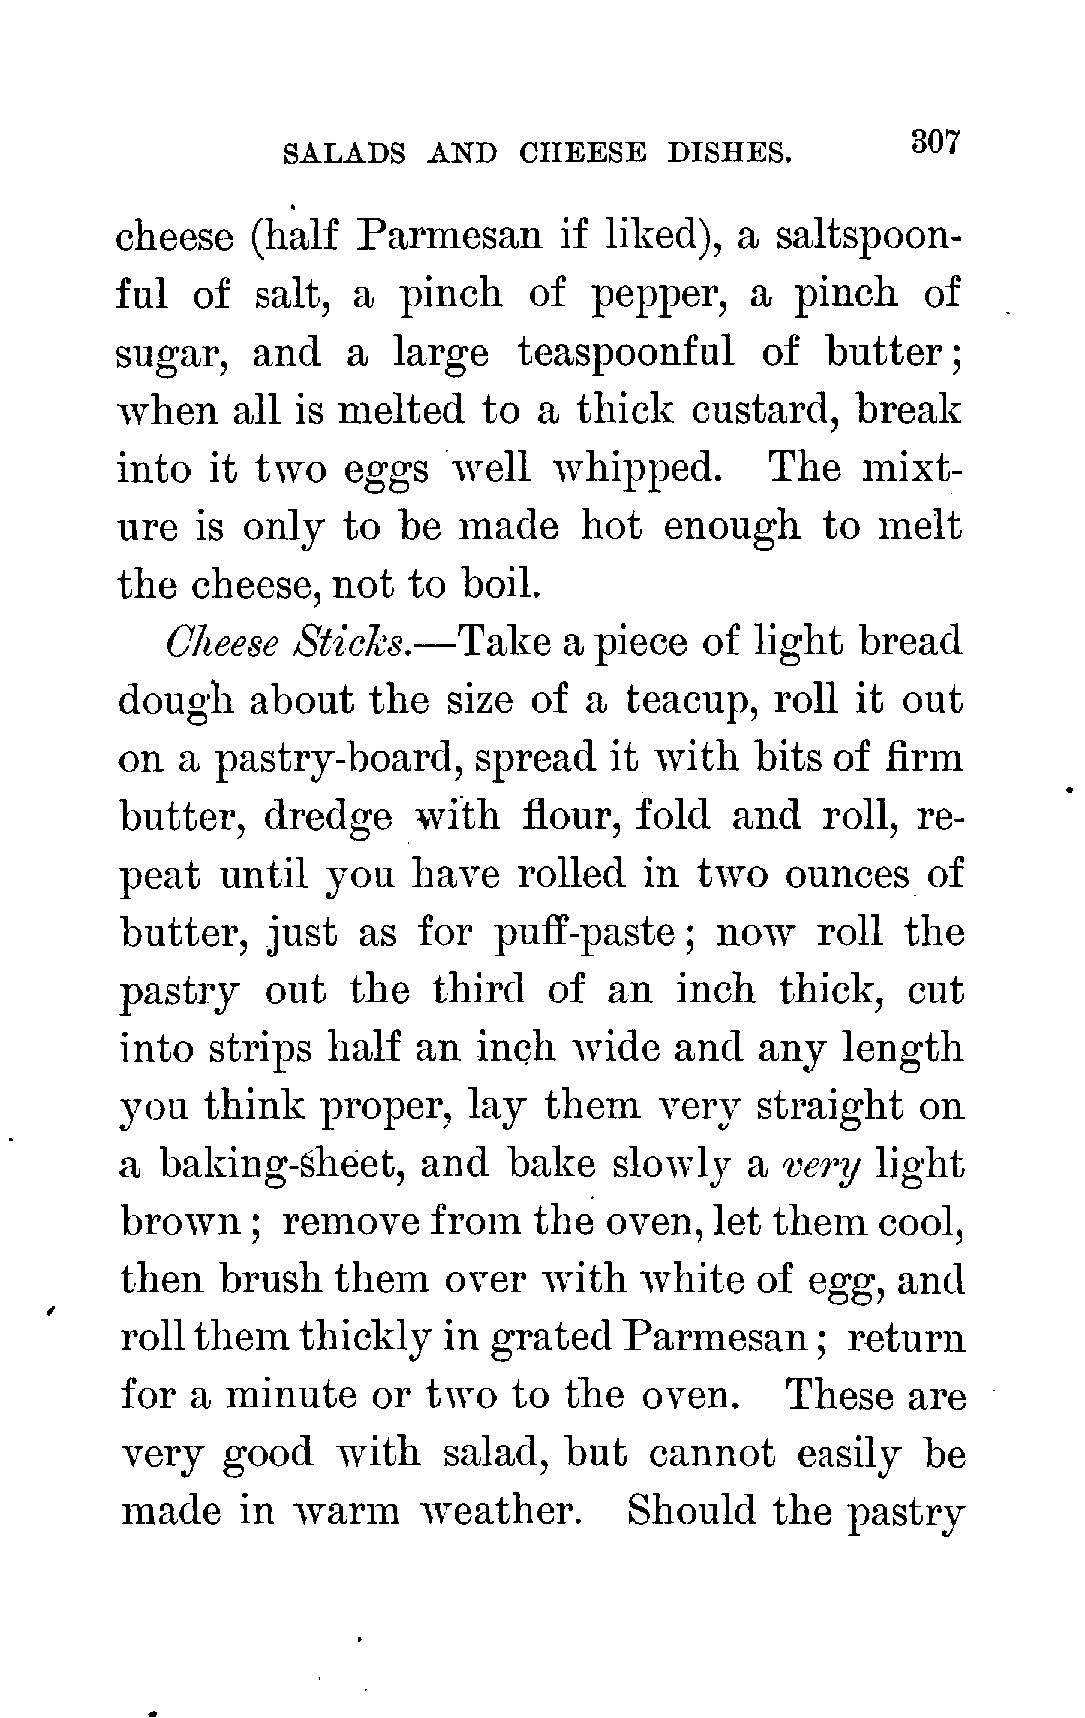 SALADS AND CHEESE DISHES. 307
cheese (half Parmesan if liked), a saltspoon-
ful of salt, a pinch of pepper, a pinch of
sugar, and a large teaspoonful of butter;
when all is melted to a thick custard, break
into it two eggs well whipped. The mixt-
ure is only to be made hot enough to melt
the cheese, not to boil.
Cheese Sticks.—Take a piece of light bread
dough about the size of a teacup, roll it out
on a pastry-board, spread it with bits of firm
butter, dredge with flour, fold and roll, re-
peat until you have rolled in two ounces of
butter, just as for puff-paste; now roll the
pastry out the third of an inch thick, cut
into strips half an inch wide and any length
you think proper, lay them very straight on
a baking-sheet, and bake slowly a very light
brown; remove from the oven, let them cool,
then brush them over with white of egg, and
roll them thickly in grated Parmesan; return
for a minute or two to the oven. These are
very good with salad, but cannot easily be
made in warm weather. Should the pastry